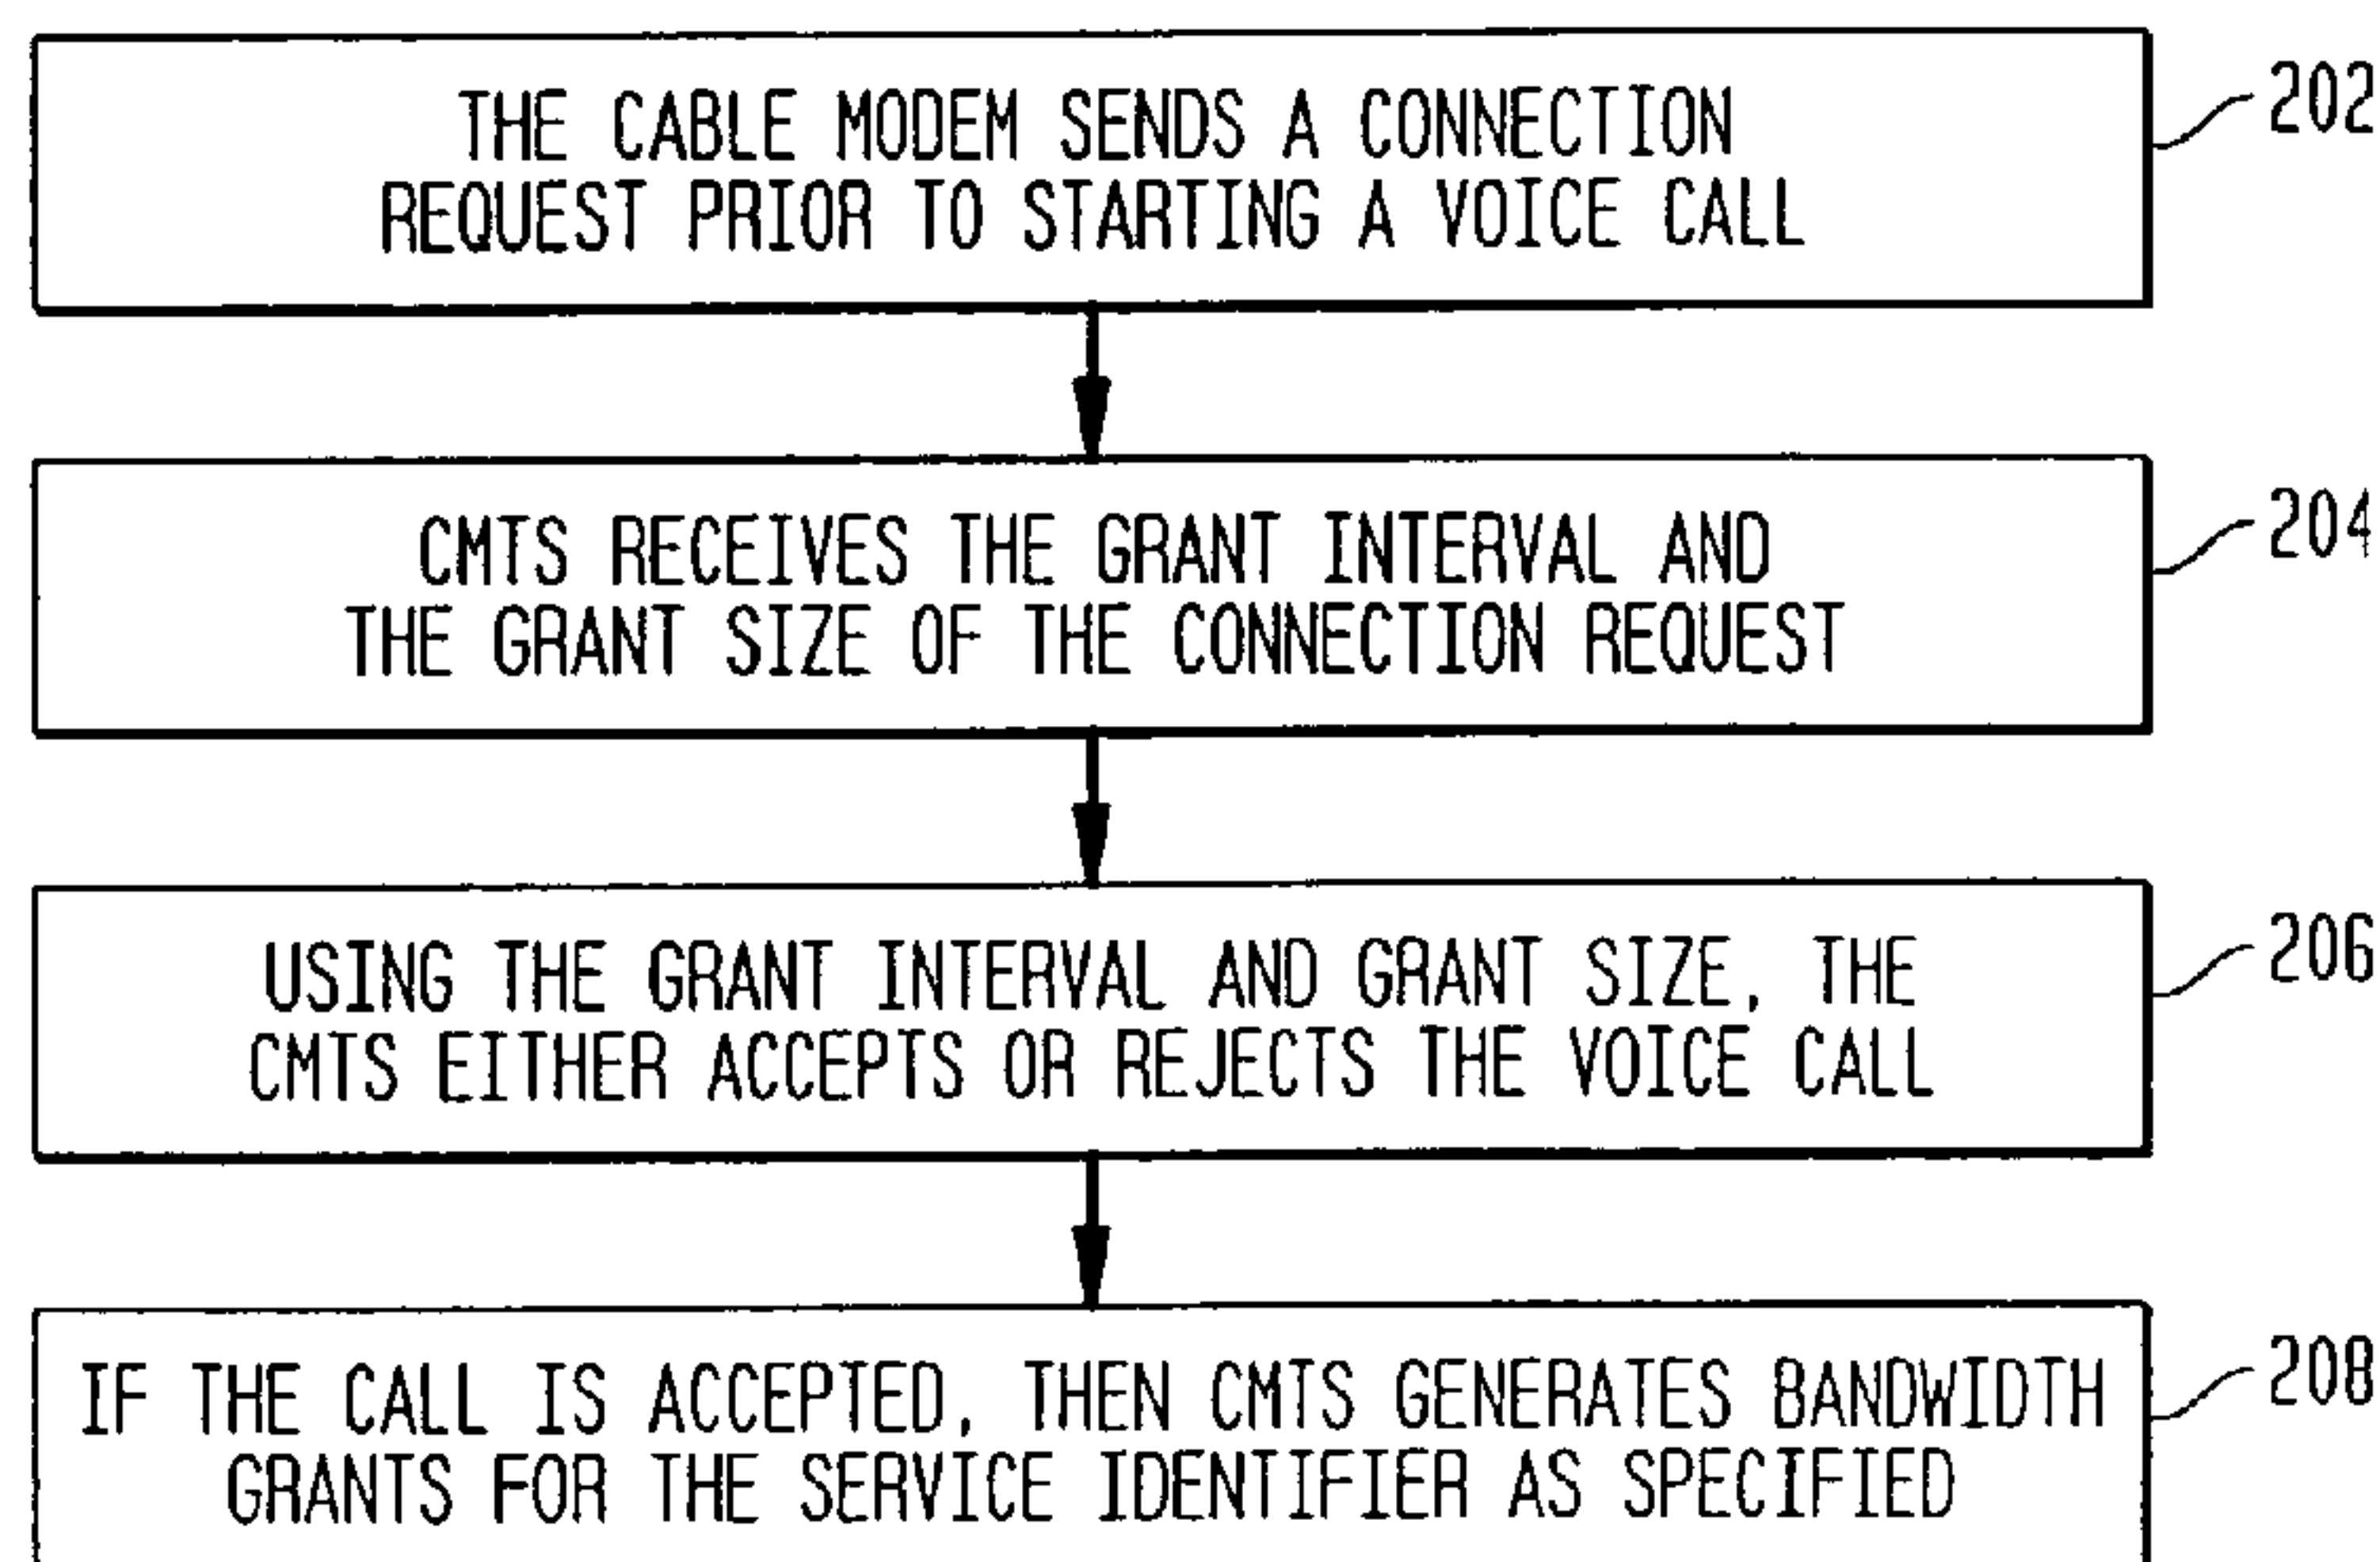 THE CABLE MODEM SENDS A CONNECTION
REQUEST PRIOR TO STARTING A VOICE CALL
202
CMTS RECEIVES THE GRANT INTERVAL AND
THE GRANT SIZE OF THE CONNECTION REQUEST
204
USING THE GRANT INTERVAL AND GRANT SIZE, THE
CMTS EITHER ACCEPTS OR REJECTS THE VOICE CALL
206
IF THE CALL IS ACCEPTED, THEN CMTS GENERATES BANDWIDTH
GRANTS FOR THE SERVICE IDENTIFIER AS SPECIFIED
208